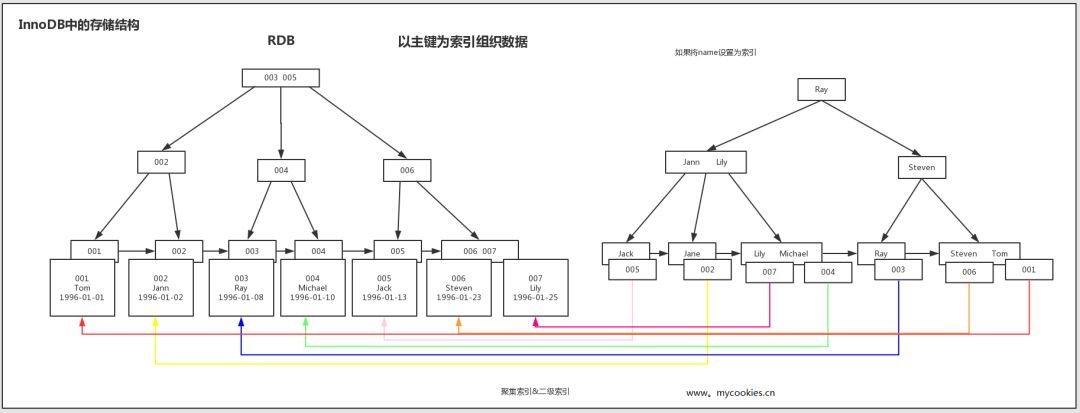 InnoDB中的存储结构
RDB
以主键为索引组织数据
如果将name设置为索引
003 005
Ray
002
004
006
Jann Lily
Steven
001
002
003
004
005
006 007
Jack
Jane
Lily Michael
Ray
Steven Tom
005
002
007
004
003
006
001
001
Tom
1996-01-01
002
Jann
1996-01-02
003
Ray
1996-01-08
004
Michael
1996-01-10
005
Jack
1996-01-13
006
Steven
1996-01-23
007
Lily
1996-01-25
聚集索引&二级索引
www。mycookies.cn